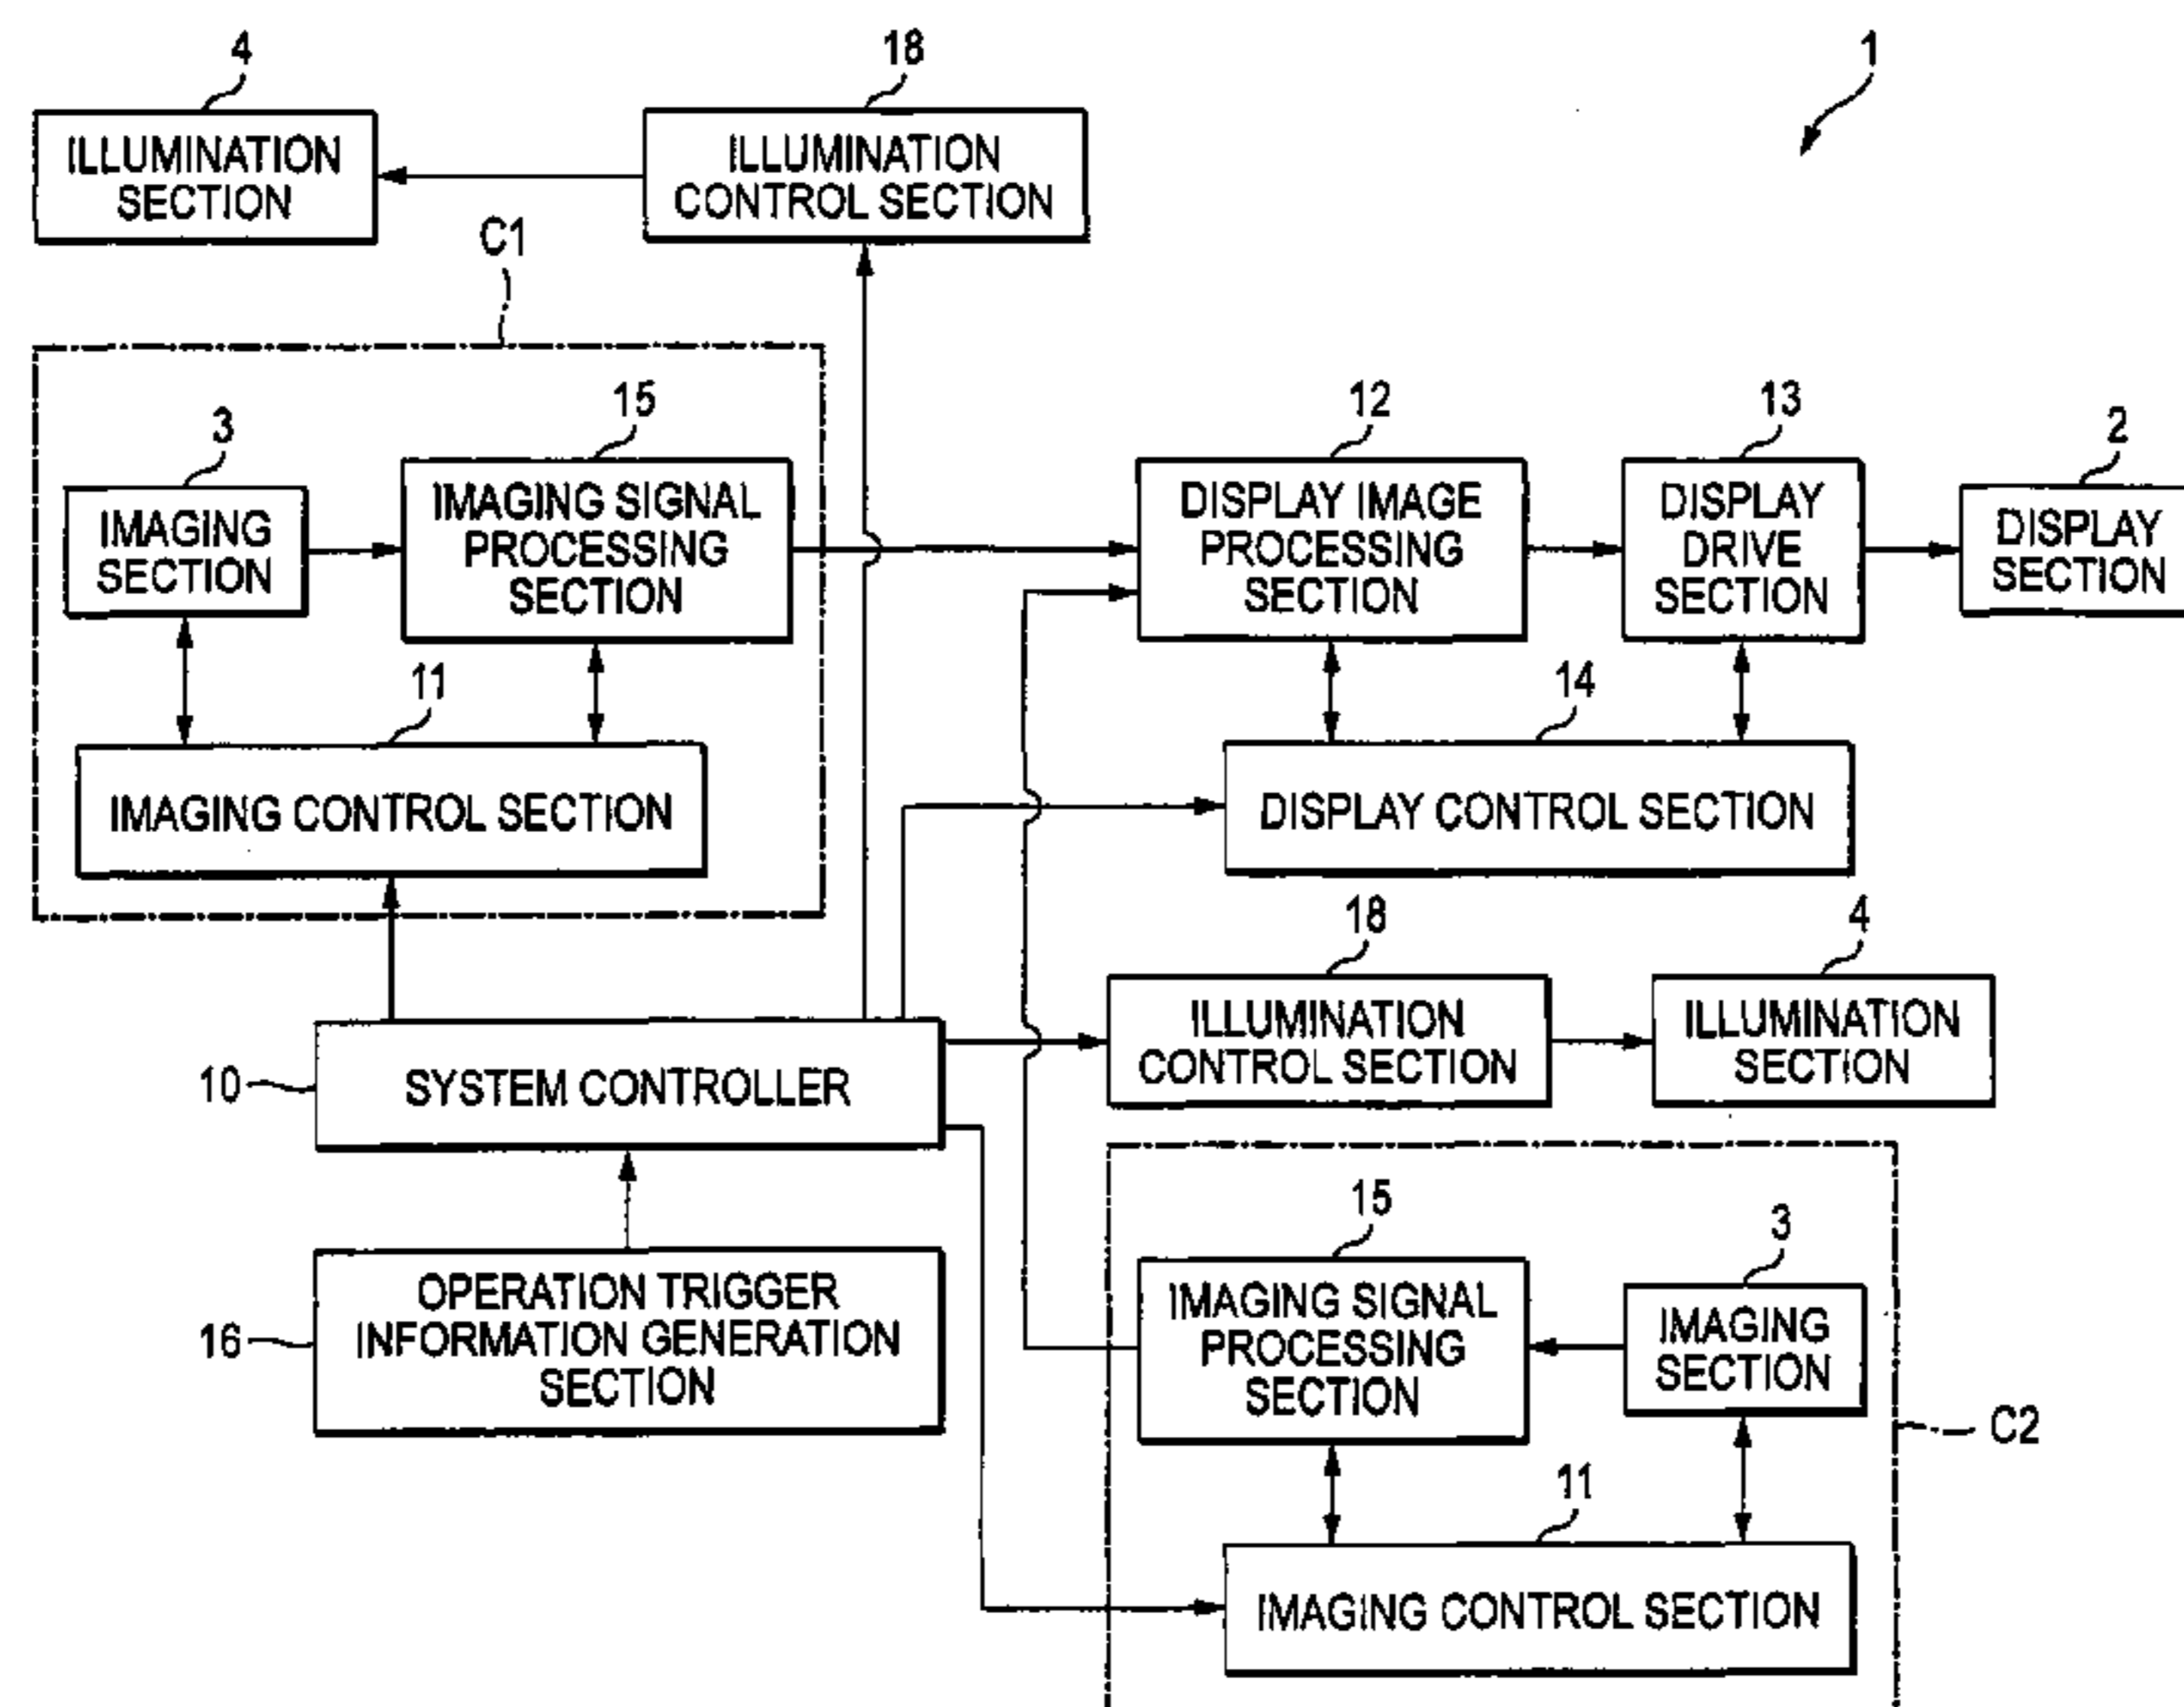 4
18
1
ILLUMINATION
SECTION
ILLUMINATION
CONTROL SECTION
C1
3
15
12
13
2
IMAGING
SECTION
IMAGING SIGNAL
PROCESSING
SECTION
DISPLAY IMAGE
PROCESSING
SECTION
DISPLAY
DRIVE
SECTION
DISPLAY
SECTION
11
14
IMAGING CONTROL SECTION
DISPLAY CONTROL SECTION
18
4
10
SYSTEM CONTROLLER
ILLUMINATION
CONTROL SECTION
ILLUMINATION
SECTION
16
OPERATION TRIGGER
INFORMATION GENERATION
SECTION
15
3
IMAGING SIGNAL
PROCESSING
SECTION
IMAGING
SECTION
C2
11
IMAGING CONTROL SECTION